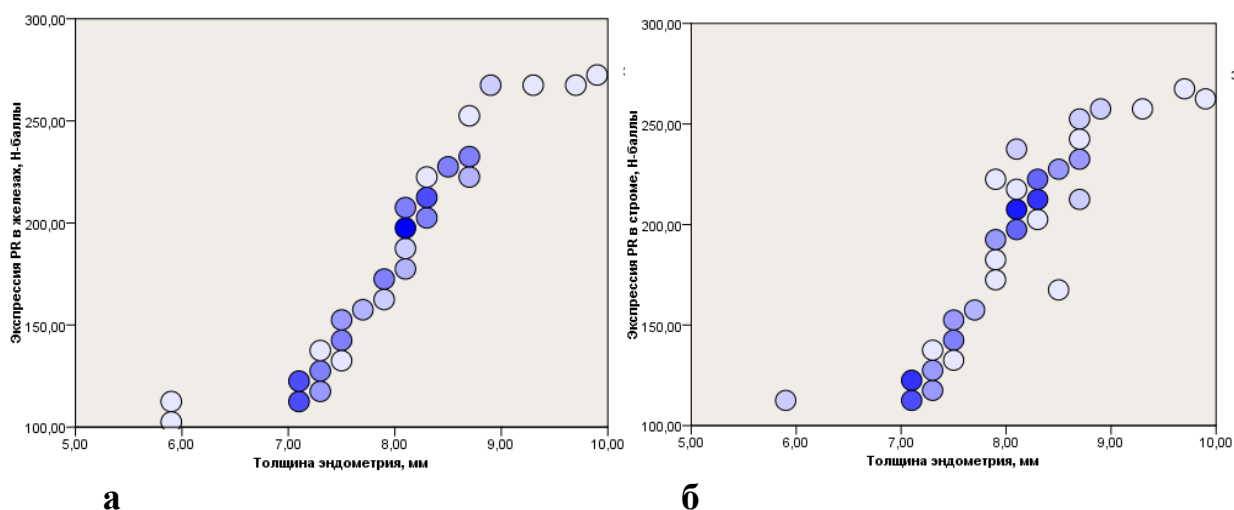 300,00
250,00
200,00
150,00
100,00
Экспрессия PR в железах, Н-баллы
5,00 6,00 7,00 8,00 9,00 10,00
Толщина эндометрия, мм
а
300,00
250,00
200,00
150,00
100,00
Экспрессия PR в строме, Н-баллы
5,00 6,00 7,00 8,00 9,00 10,00
Толщина эндометрия, мм
б